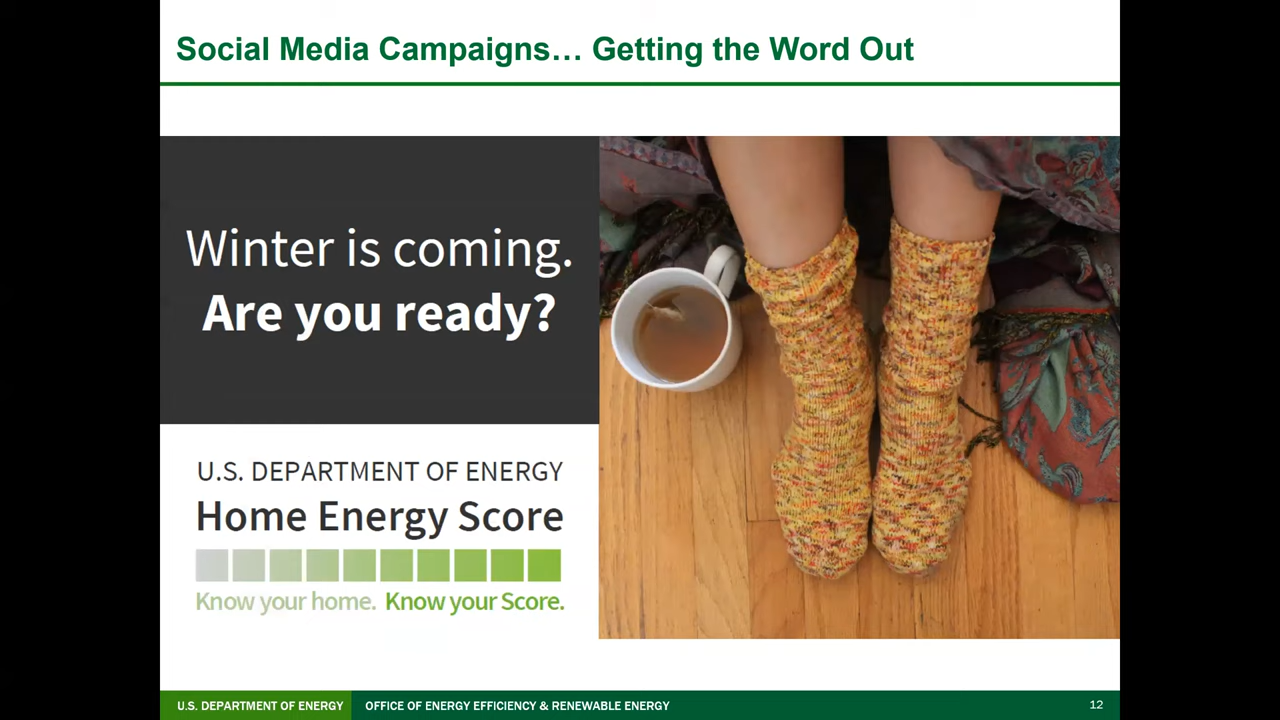 Social Media Campaigns… Getting the Word Out
Winter is coming.
Are you ready?
U.S. DEPARTMENT OF ENERGY
Home Energy Score
Know your home. Know your Score.
U.S. DEPARTMENT OF ENERGY OFFICE OF ENERGY EFFICIENCY & RENEWABLE ENERGY 12